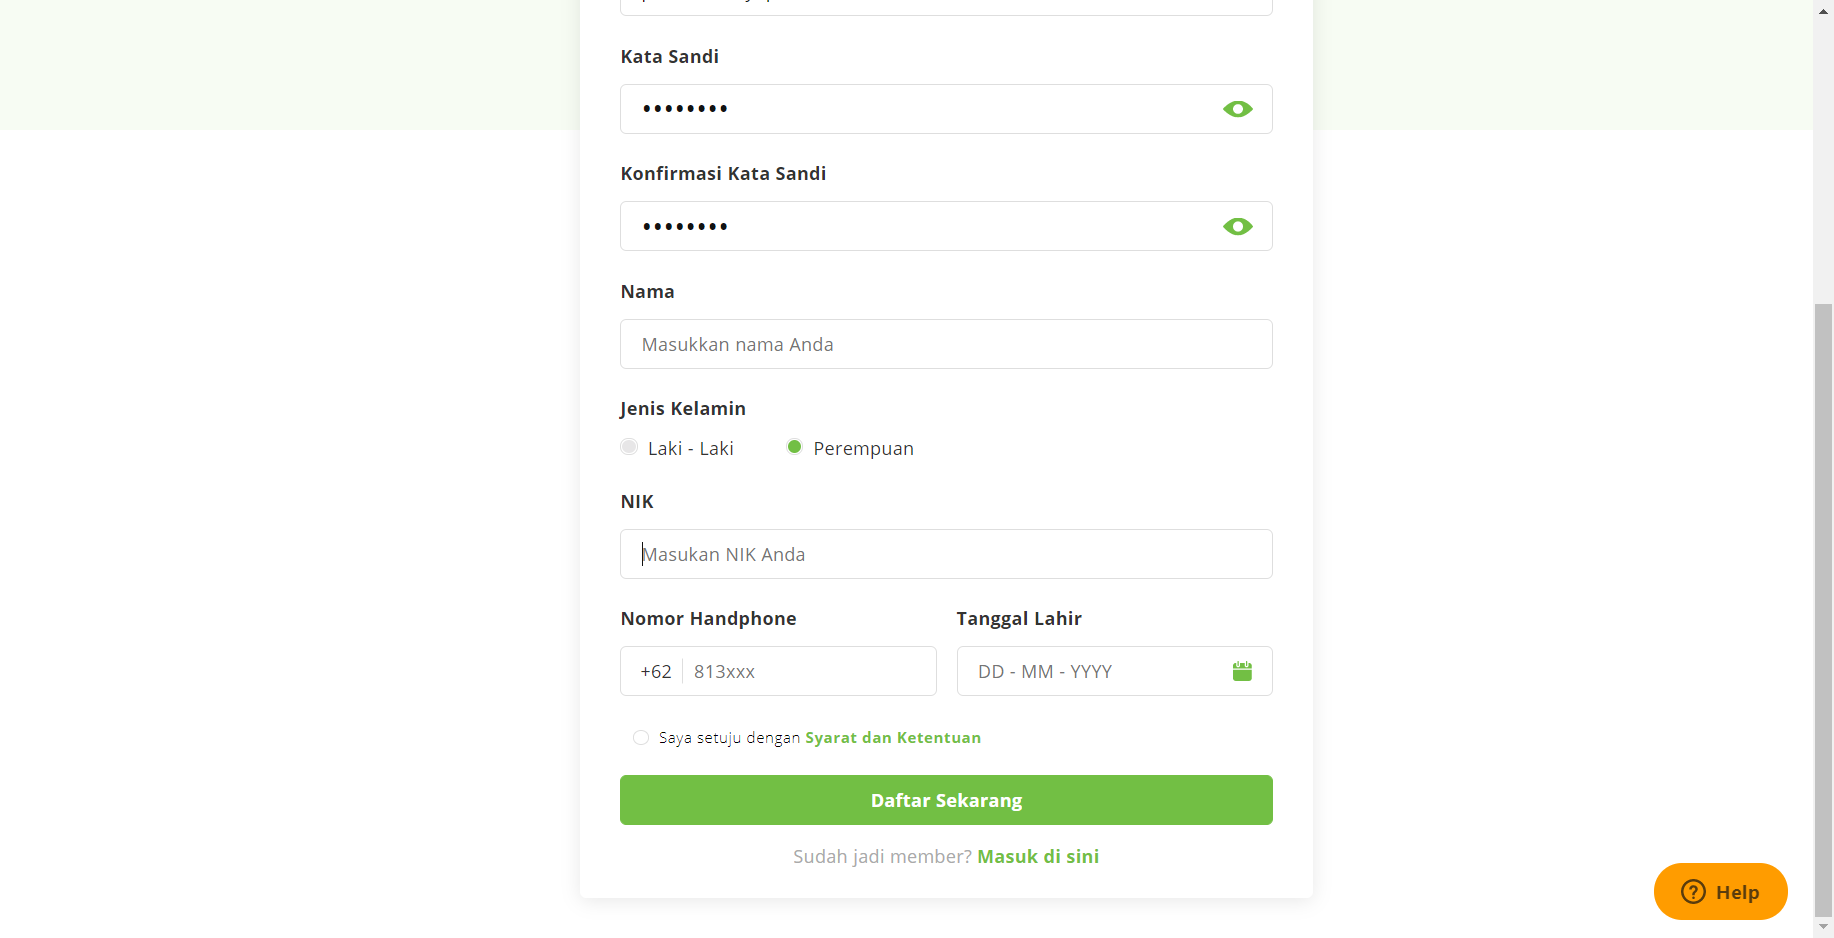 Kata Sandi
••••••••
Konfirmasi Kata Sandi
••••••••
Nama
Masukkan nama Anda
Jenis Kelamin
Laki - Laki
Perempuan
NIK
Masukan NIK Anda
Nomor Handphone
Tanggal Lahir
+62
813xxx
DD - MM - YYYY
Saya setuju dengan Syarat dan Ketentuan
Daftar Sekarang
Sudah jadi member? Masuk di sini
? Help